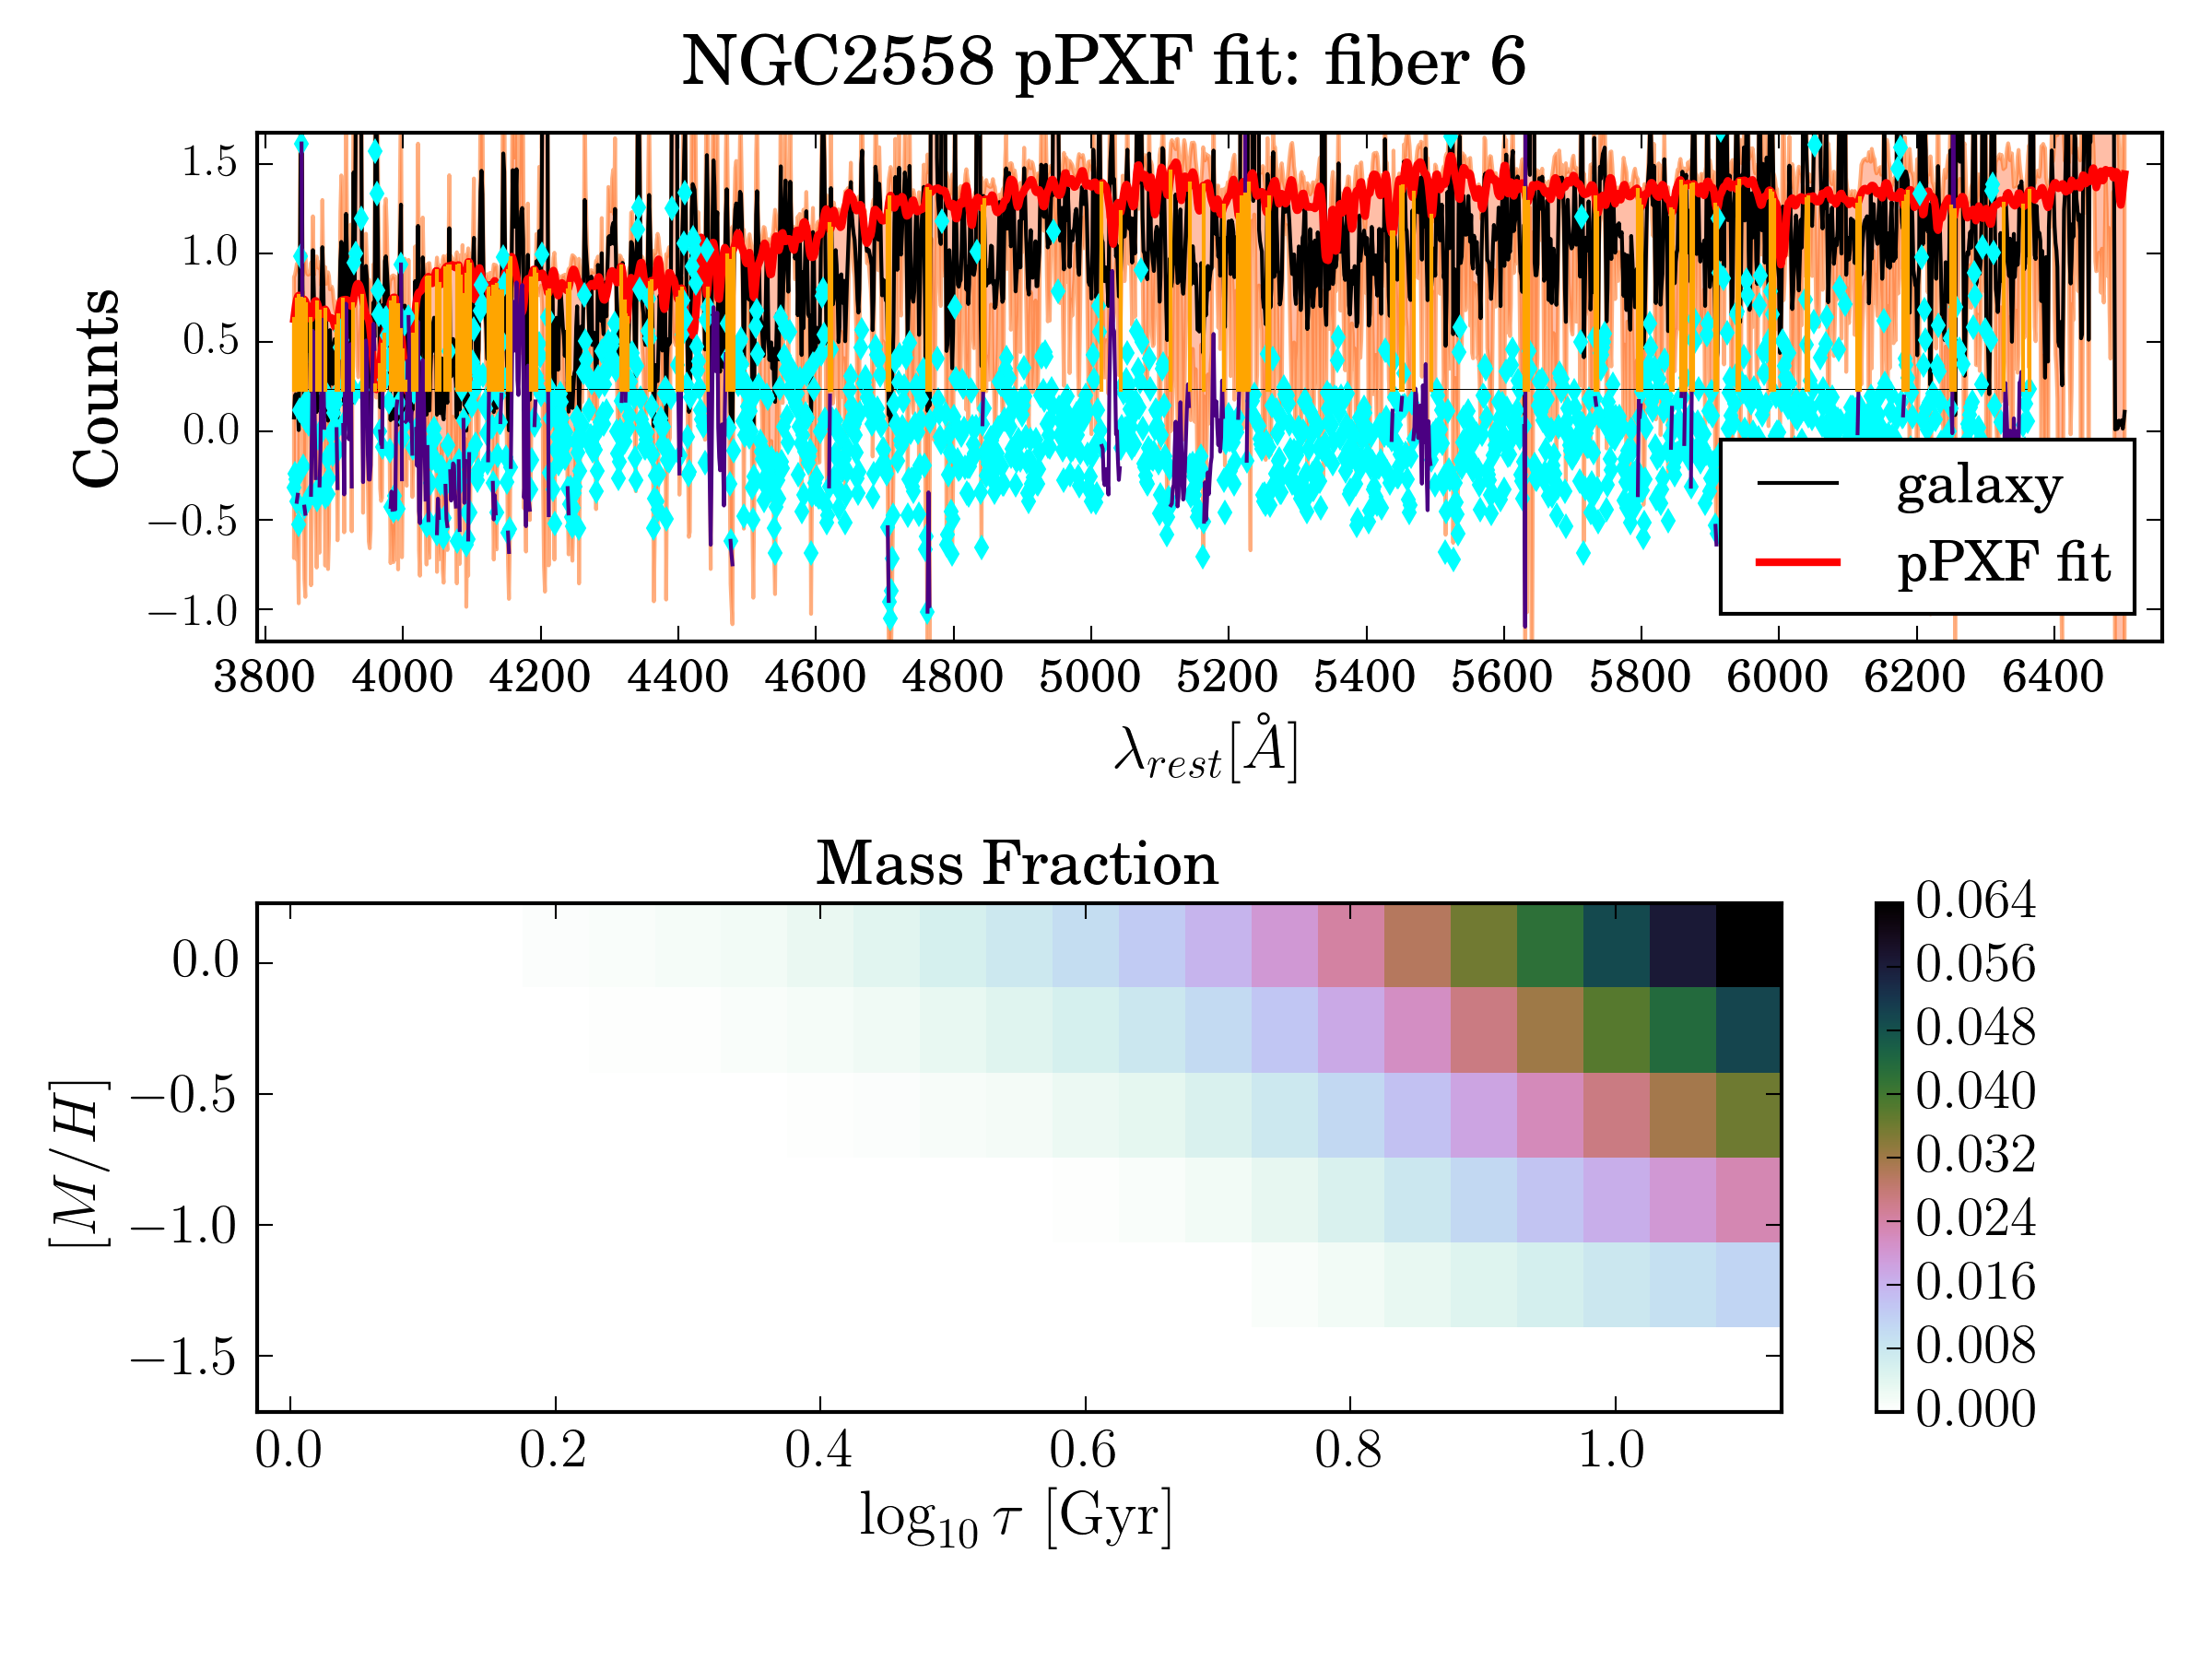 NGC2558 pPXF fit: fiber 6
Counts
1.5
1.0
0.5
0.0
−0.5
−1.0
galaxy
pPXF fit
3800 4000 4200 4400 4600 4800 5000 5200 5400 5600 5800 6000 6200 6400
λrest[Å]
Mass Fraction
[M/H]
0.0
−0.5
−1.0
−1.5
0.0 0.2 0.4 0.6 0.8 1.0
log10 τ [Gyr]
0.064
0.056
0.048
0.040
0.032
0.024
0.016
0.008
0.000